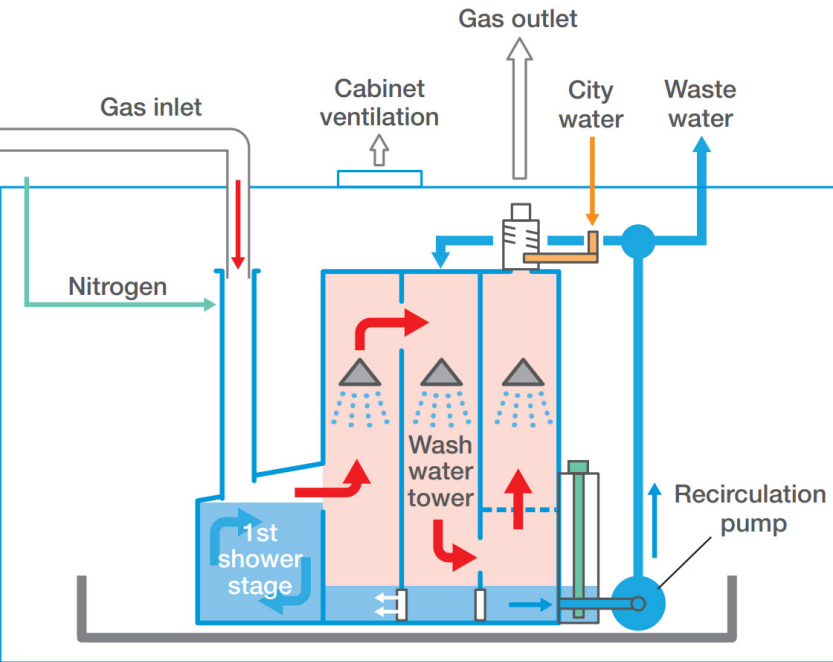 Gas outlet
Gas inlet
Cabinet
ventilation
City
water
Waste
water
Nitrogen
Wash
water
tower
Recirculation
pump
1st
shower
stage